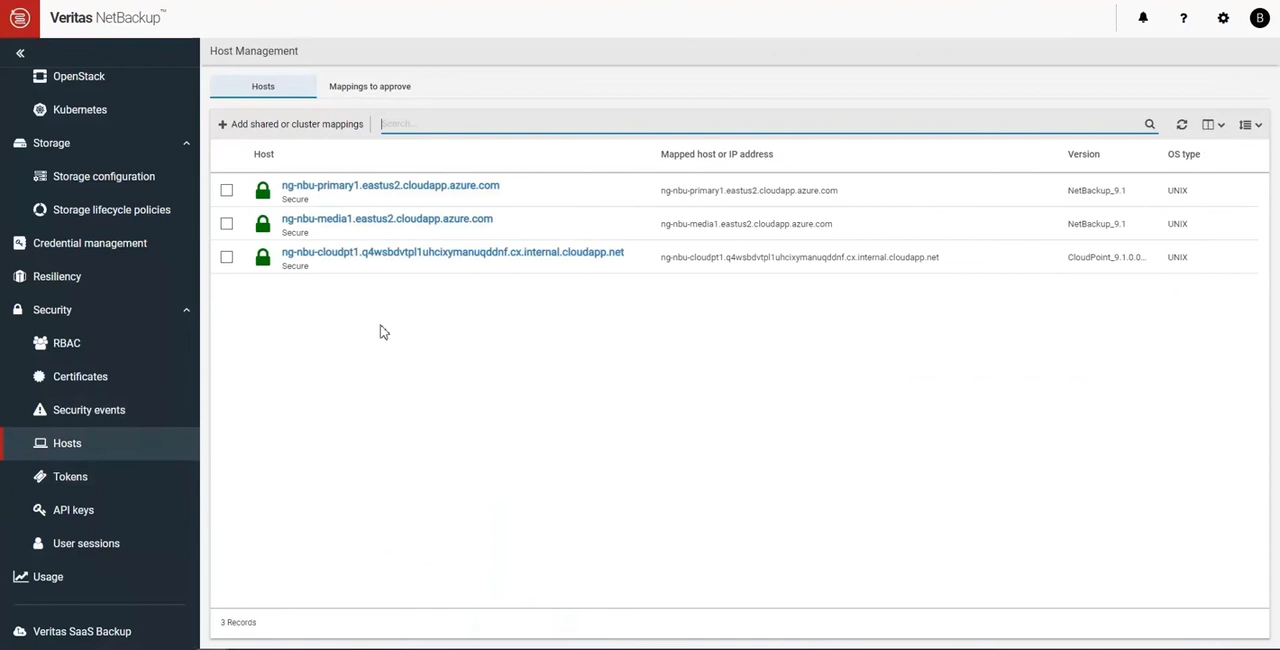 Veritas NetBackup™
B
OpenStack
Kubernetes
Storage
Storage configuration
Storage lifecycle policies
Credential management
Resiliency
Security
RBAC
Certificates
Security events
Hosts
Tokens
API keys
User sessions
Usage
Veritas SaaS Backup
Host Management
Hosts
Mappings to approve
+ Add shared or cluster mappings
Search...
Host
Mapped host or IP address
Version
OS type
ng-nbu-primary1.eastus2.cloudapp.azure.com
Secure
ng-nbu-primary1.eastus2.cloudapp.azure.com
NetBackup_9.1
UNIX
ng-nbu-media1.eastus2.cloudapp.azure.com
Secure
ng-nbu-media1.eastus2.cloudapp.azure.com
NetBackup_9.1
UNIX
ng-nbu-cloudpt1.q4wsbdvtpl1uhcixymanuqddnf.cx.internal.cloudapp.net
Secure
ng-nbu-cloudpt1.q4wsbdvtpl1uhcixymanuqddnf.cx.internal.cloudapp.net
CloudPoint_9.1.0.0...
UNIX
3 Records